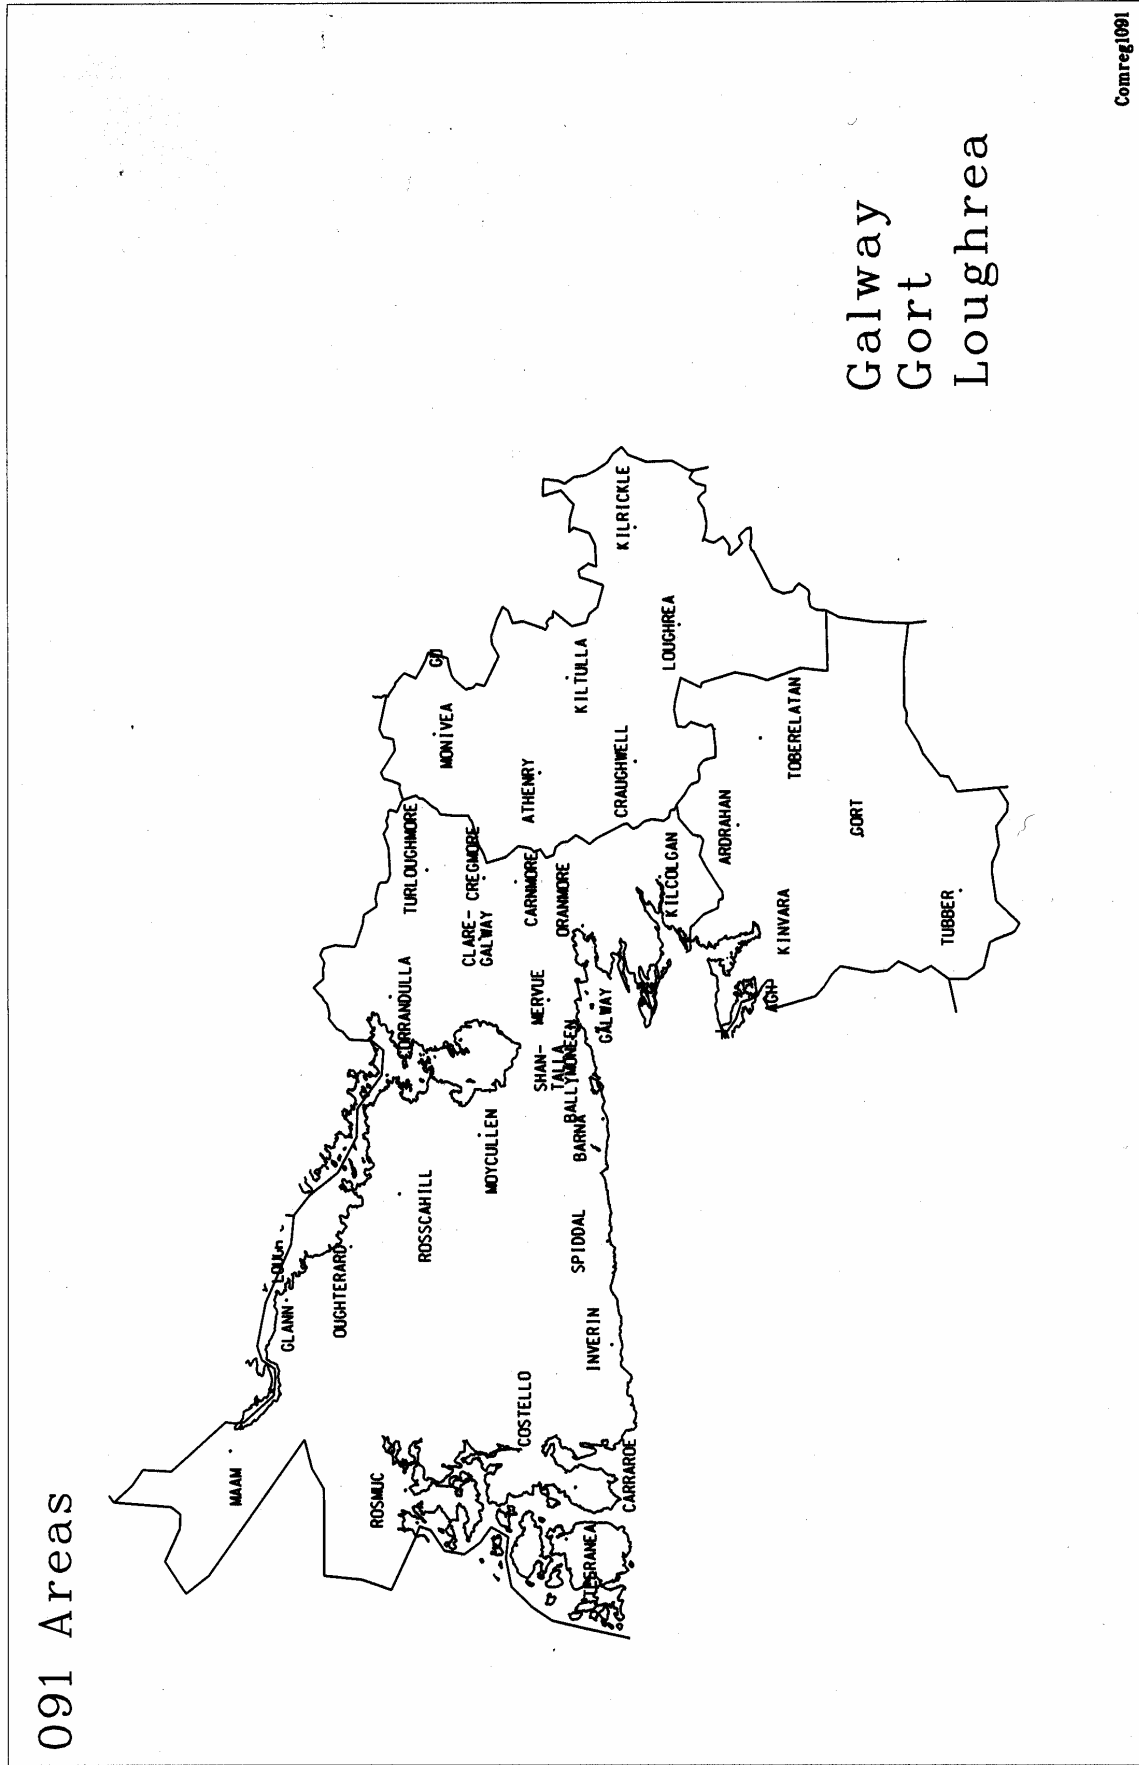 091 Areas
MAAM
GLANN
OUGHTERARD
ROSMUC
ROSSCAHILL
CORRANDULLA
TURLOUGHMORE
MONIVEA
MOYCULLEN
CLARE-
GALWAY
CREGMORE
COSTELLO
SHAN-
TALLA
MERVUE
CARNMORE
ATHENRY
BALLYMONEEN
ORANMORE
KILTULLA
INVERIN
SPIDDAL
BARNA
GALWAY
CRAUGHWELL
KILRICKLE
CARRAROE
KILCOLGAN
LOUGHREA
ARDRAHAN
KINVARA
TOBERELATAN
GORT
TUBBER
Galway
Gort
Loughrea
Comreg1091